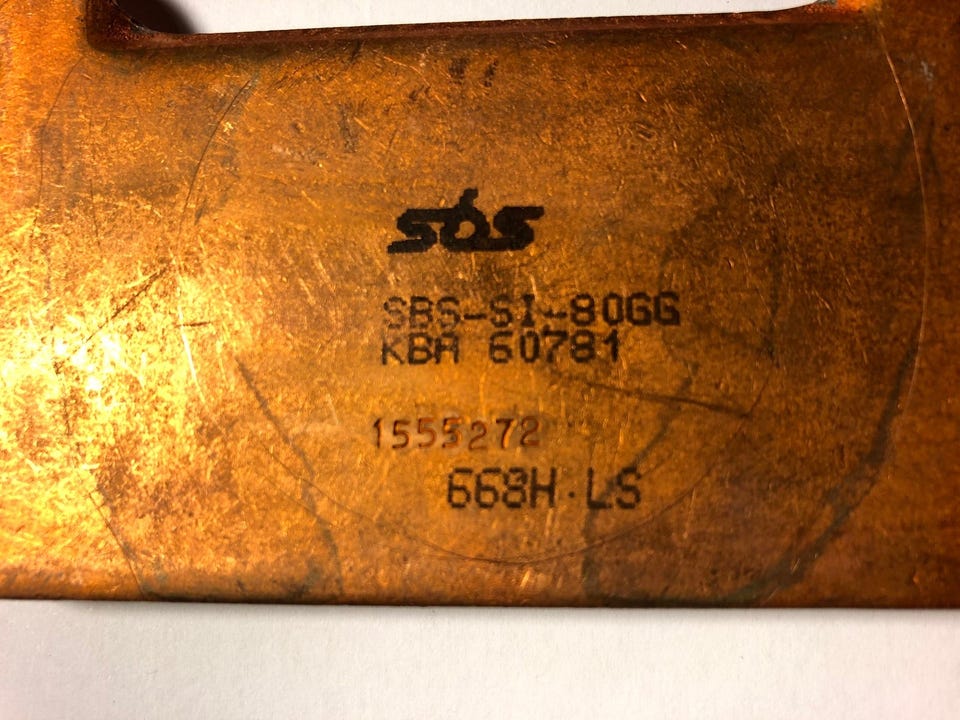 sbs
SBS-SI-80GG
KBA 60781
1555272
668H.LS